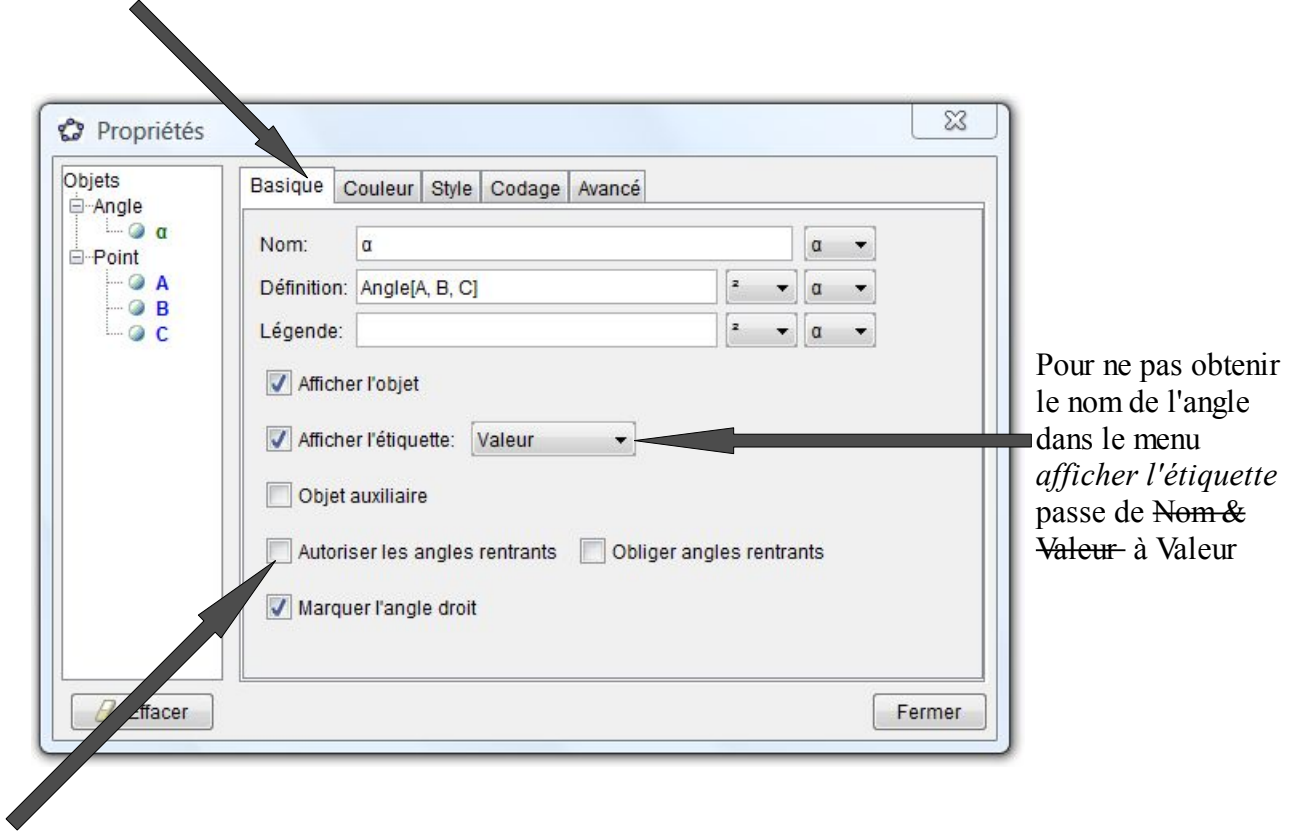 Propriétés
Objets
Angle
α
Point
A
B
C
Basique Couleur Style Codage Avancé
Nom: α α
Définition: Angle[A, B, C] ² α
Légende: ² α
Afficher l'objet
Afficher l'étiquette: Valeur
Objet auxiliaire
Autoriser les angles rentrants Obliger angles rentrants
Marquer l'angle droit
Effacer Fermer
Pour ne pas obtenir
le nom de l'angle
dans le menu
afficher l'étiquette
passe de Nom &
Valeur à Valeur